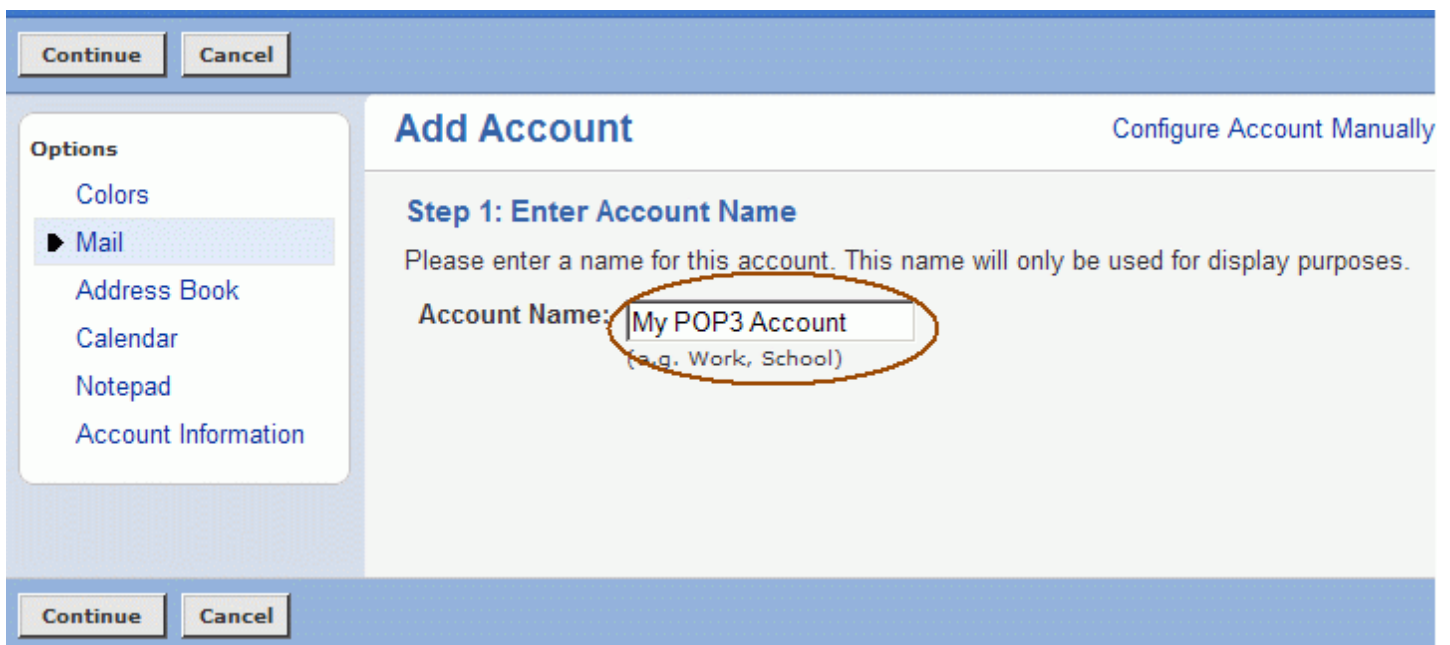 Continue Cancel
Options
Colors
Mail
Address Book
Calendar
Notepad
Account Information
Add Account
Configure Account Manually
Step 1: Enter Account Name
Please enter a name for this account. This name will only be used for display purposes.
Account Name: My POP3 Account
(e.g. Work, School)
Continue Cancel